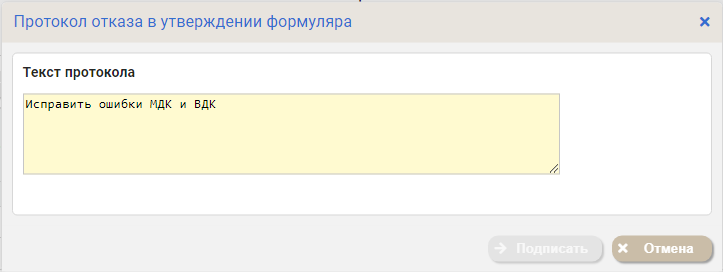 Протокол отказа в утверждении формуляра
Текст протокола
Исправить ошибки МДК и ВДК
Подписать
Отмена